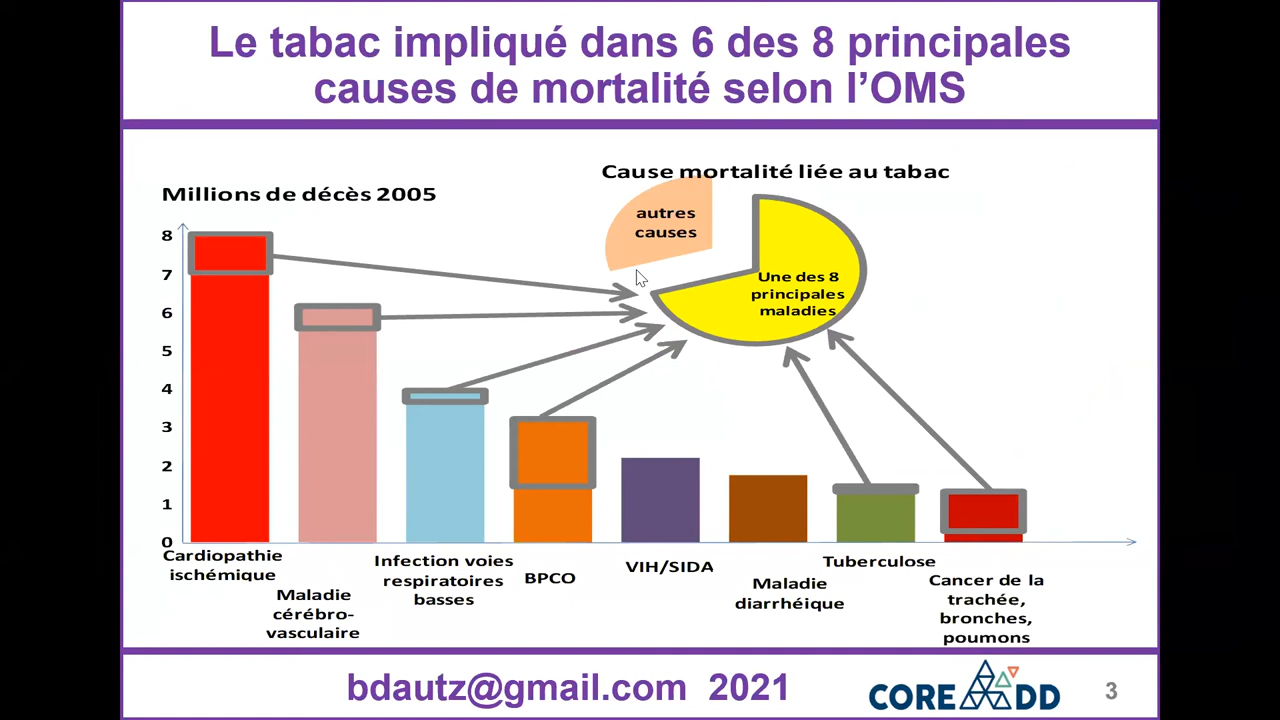 Le tabac impliqué dans 6 des 8 principales
causes de mortalité selon l’OMS
Cause mortalité liée au tabac
Millions de décès 2005
autres
causes
Une des 8
principales
maladies
8
7
6
5
4
3
2
1
0
Cardiopathie
ischémique
Maladie
cérébro-
vasculaire
Infection voies
respiratoires
basses
BPCO
VIH/SIDA
Maladie
diarrhéique
Tuberculose
Cancer de la
trachée,
bronches,
poumons
bdautz@gmail.com 2021
CORE DD
3